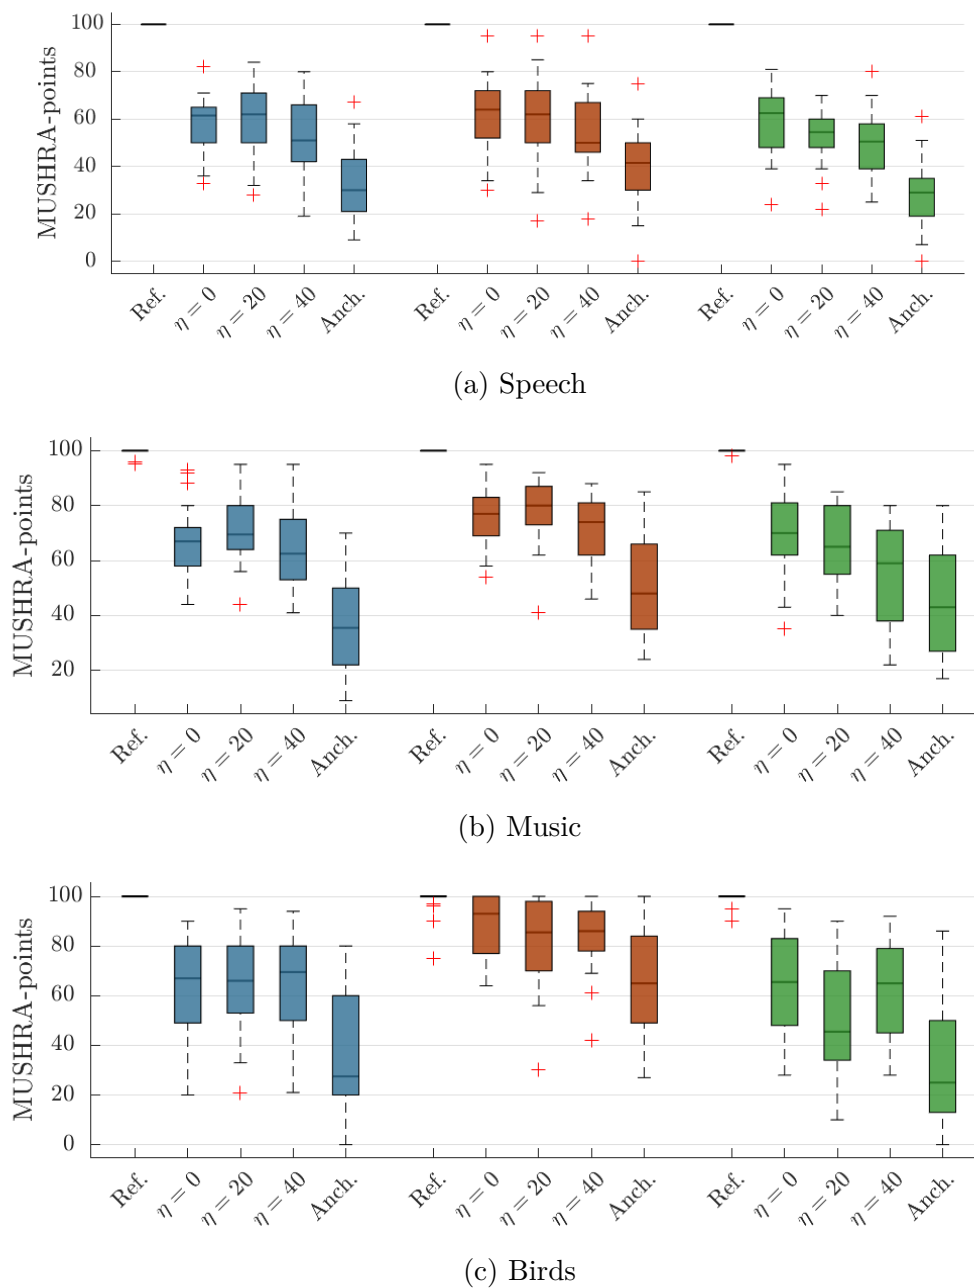 MUSHRA-points
100
80
60
40
20
0
Ref.
η = 0
η = 20
η = 40
Anch.
Ref.
η = 0
η = 20
η = 40
Anch.
Ref.
η = 0
η = 20
η = 40
Anch.
(a) Speech
MUSHRA-points
100
80
60
40
20
Ref.
η = 0
η = 20
η = 40
Anch.
Ref.
η = 0
η = 20
η = 40
Anch.
Ref.
η = 0
η = 20
η = 40
Anch.
(b) Music
MUSHRA-points
100
80
60
40
20
0
Ref.
η = 0
η = 20
η = 40
Anch.
Ref.
η = 0
η = 20
η = 40
Anch.
Ref.
η = 0
η = 20
η = 40
Anch.
(c) Birds